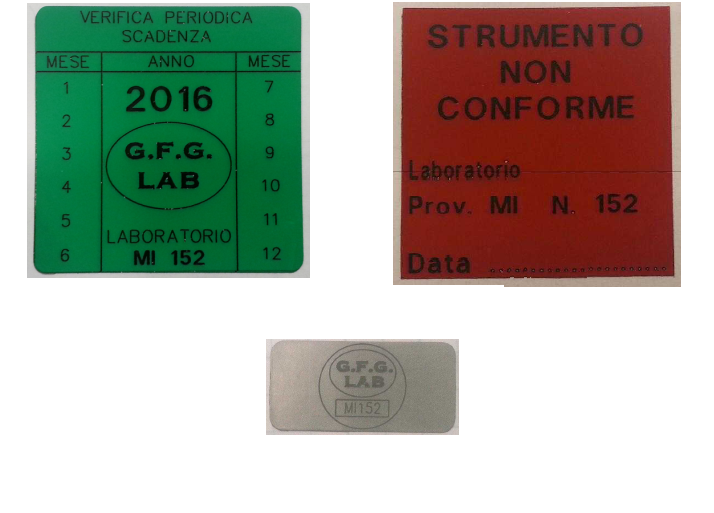 VERIFICA PERIODICA
SCADENZA
MESE ANNO MESE
1 2016 7
2 8
3 G.F.G. 9
4 LAB 10
5 11
LABORATORIO
6 MI 152 12
STRUMENTO
NON
CONFORME
Laboratorio
Prov. MI N. 152
Data ........................
G.F.G.
LAB
MI152